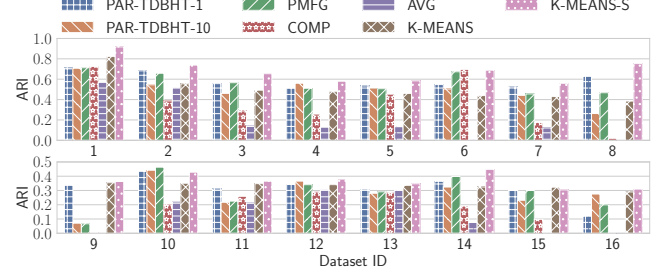 PAR-TDBHT-1 PMFG AVG K-MEANS-S
PAR-TDBHT-10 COMP K-MEANS
1.0
0.8
0.6
0.4
0.2
0.0
ARI
1 2 3 4 5 6 7 8
0.5
0.4
0.3
0.2
0.1
0.0
ARI
9 10 11 12 13 14 15 16
Dataset ID